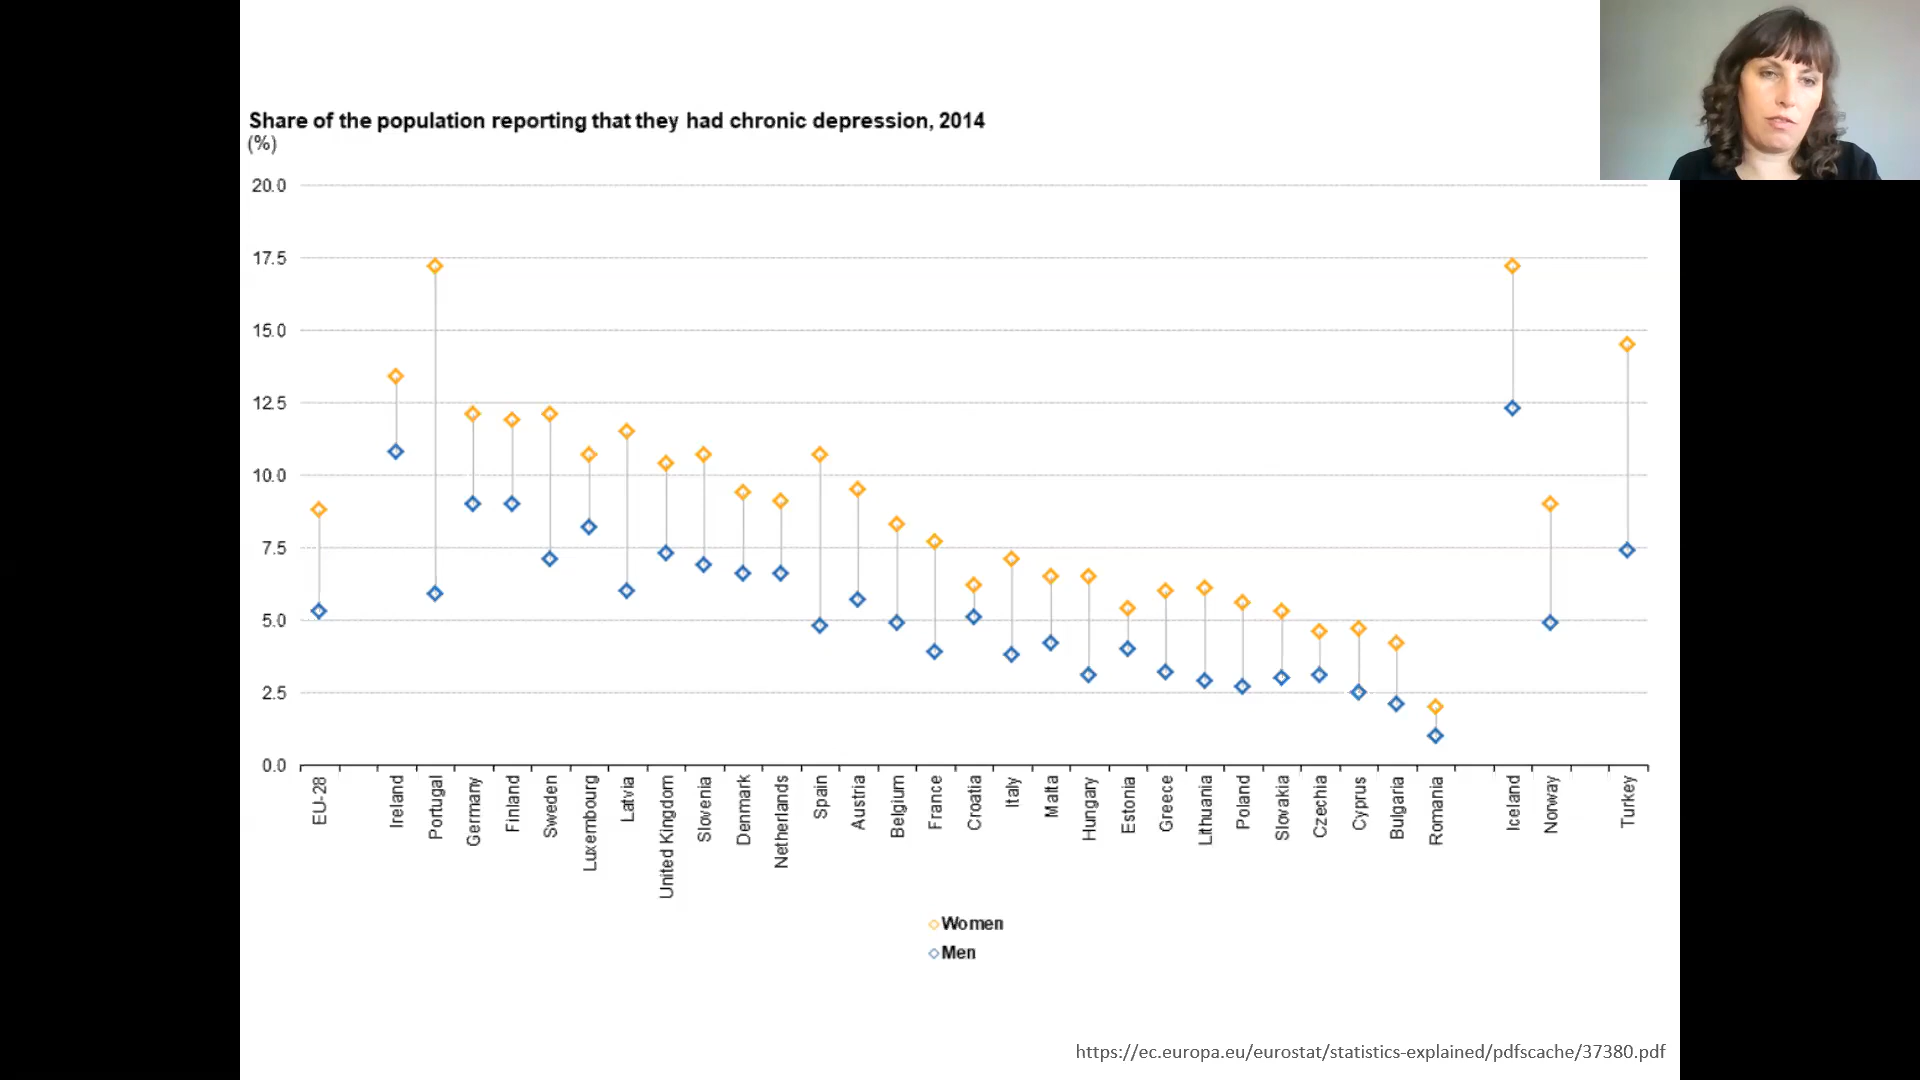 Share of the population reporting that they had chronic depression, 2014
(%)
20.0
17.5
15.0
12.5
10.0
7.5
5.0
2.5
0.0
EU-28
Ireland
Portugal
Germany
Finland
Sweden
Luxembourg
Latvia
United Kingdom
Slovenia
Denmark
Netherlands
Spain
Austria
Belgium
France
Croatia
Italy
Malta
Hungary
Estonia
Greece
Lithuania
Poland
Slovakia
Czechia
Cyprus
Bulgaria
Romania
Iceland
Norway
Turkey
Women
Men
https://ec.europa.eu/eurostat/statistics-explained/pdfscache/37380.pdf